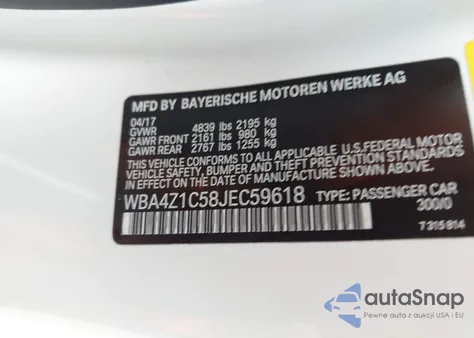 MFD BY BAYERISCHE MOTOREN WERKE AG
04/17
GVWR 4839 lbs 2195 kg
GAWR FRONT 2161 lbs 980 kg
GAWR REAR 2767 lbs 1255 kg
THIS VEHICLE CONFORMS TO ALL APPLICABLE U.S.FEDERAL MOTOR
VEHICLE SAFETY, BUMPER, AND THEFT PREVENTION STANDARDS IN
EFFECT ON THE DATE OF MANUFACTURE SHOWN ABOVE.
WBA4Z1C58JEC59618 TYPE: PASSENGER CAR
300/0
7315814
autoSnap
Pewne auta z aukcji USA i EU